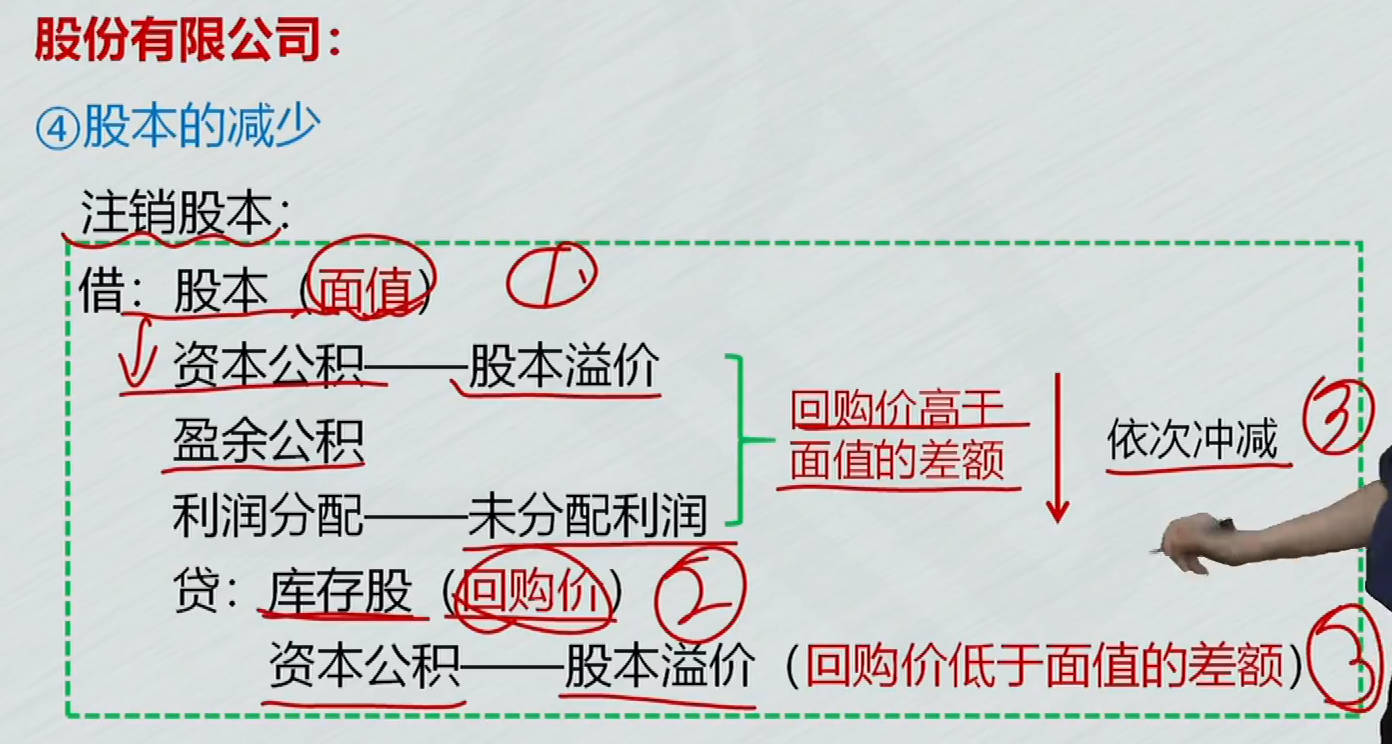 股份有限公司：
④股本的减少
注销股本：
借：股本（面值） ①
资本公积——股本溢价
盈余公积
利润分配——未分配利润
回购价高于
面值的差额
依次冲减 ③
贷：库存股（回购价） ②
资本公积——股本溢价（回购价低于面值的差额） ③